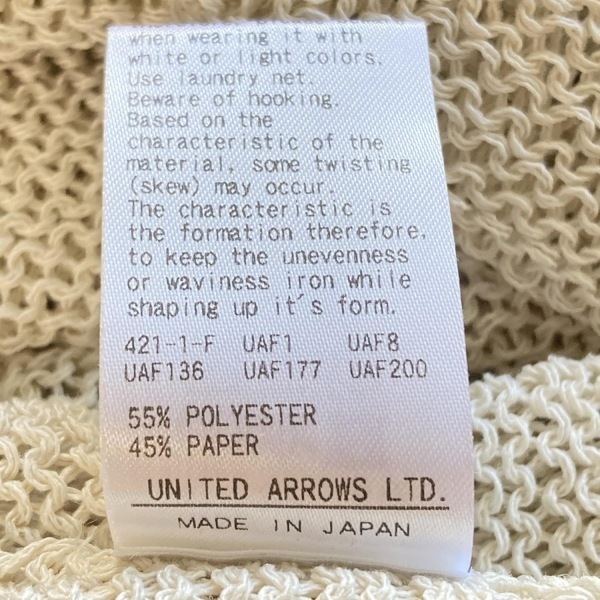 when wearing it with
white or light colors.
Use laundry net.
Beware of hooking.
Based on the
characteristic of the
material, some twisting
(skew) may occur.
The characteristic is
the formation therefore,
to keep the unevenness
or waviness iron while
shaping up it's form.
421-1-F UAF1 UAF8
UAF136 UAF177 UAF200
55% POLYESTER
45% PAPER
UNITED ARROWS LTD.
MADE IN JAPAN